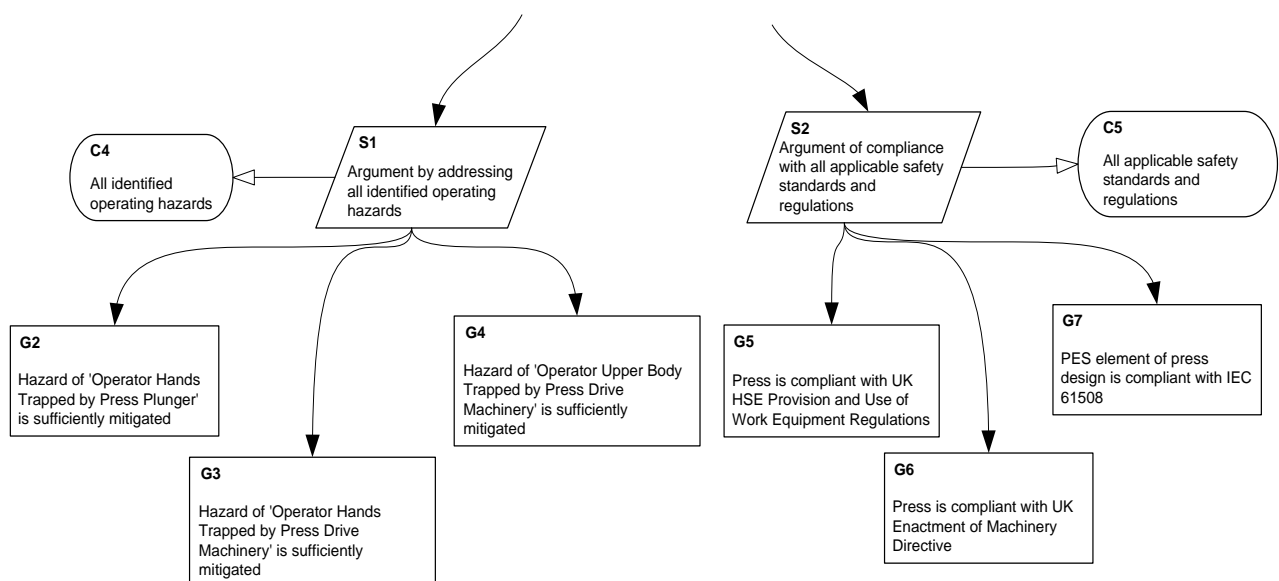 C4
All identified
operating hazards
S1
Argument by addressing
all identified operating
hazards
S2
Argument of compliance
with all applicable safety
standards and
regulations
C5
All applicable safety
standards and
regulations
G2
Hazard of 'Operator Hands
Trapped by Press Plunger'
is sufficiently mitigated
G3
Hazard of 'Operator Hands
Trapped by Press Drive
Machinery' is sufficiently
mitigated
G4
Hazard of 'Operator Upper Body
Trapped by Press Drive
Machinery' is sufficiently
mitigated
G5
Press is compliant with UK
HSE Provision and Use of
Work Equipment Regulations
G6
Press is compliant with UK
Enactment of Machinery
Directive
G7
PES element of press
design is compliant with IEC
61508